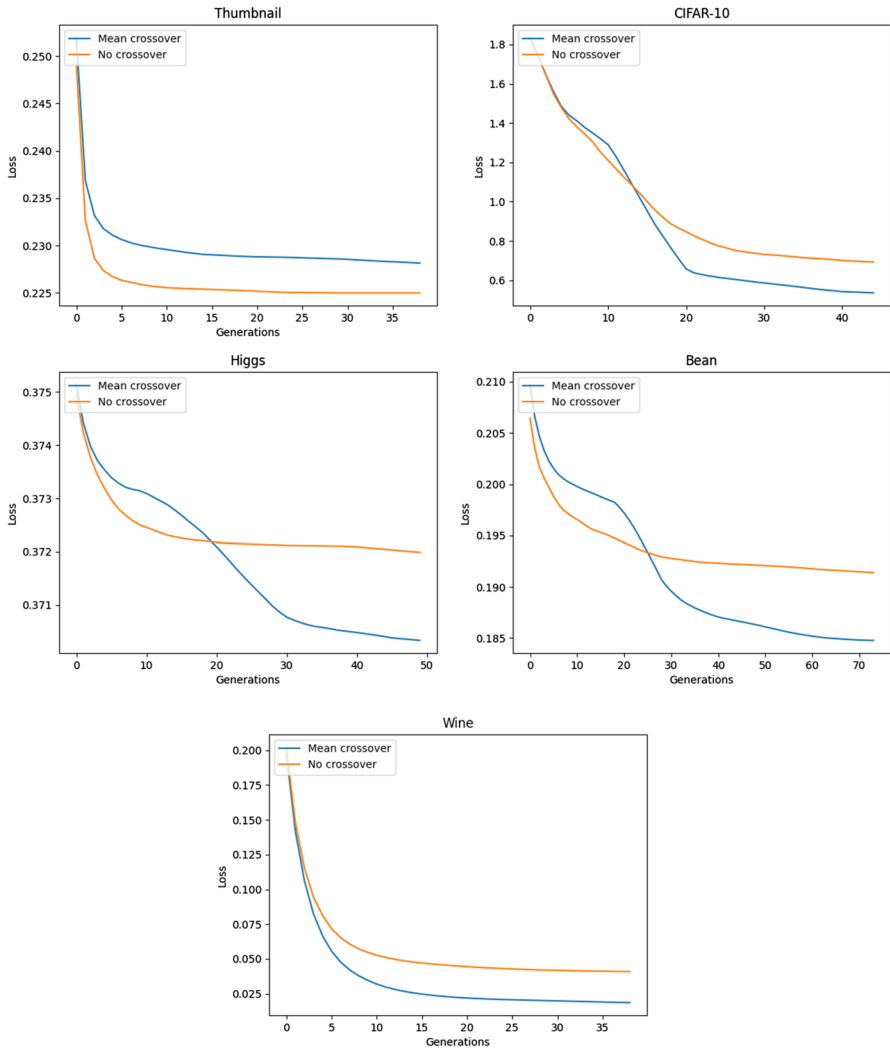 Thumbnail
Mean crossover
No crossover
0.250
0.245
0.240
0.235
0.230
0.225
Loss
0 5 10 15 20 25 30 35
Generations
CIFAR-10
Mean crossover
No crossover
1.8
1.6
1.4
1.2
1.0
0.8
0.6
Loss
0 10 20 30 40
Higgs
Mean crossover
No crossover
0.375
0.374
0.373
0.372
0.371
Loss
0 10 20 30 40 50
Generations
Bean
Mean crossover
No crossover
0.210
0.205
0.200
0.195
0.190
0.185
Loss
0 10 20 30 40 50 60 70
Generations
Wine
Mean crossover
No crossover
0.200
0.175
0.150
0.125
0.100
0.075
0.050
0.025
Loss
0 5 10 15 20 25 30 35
Generations